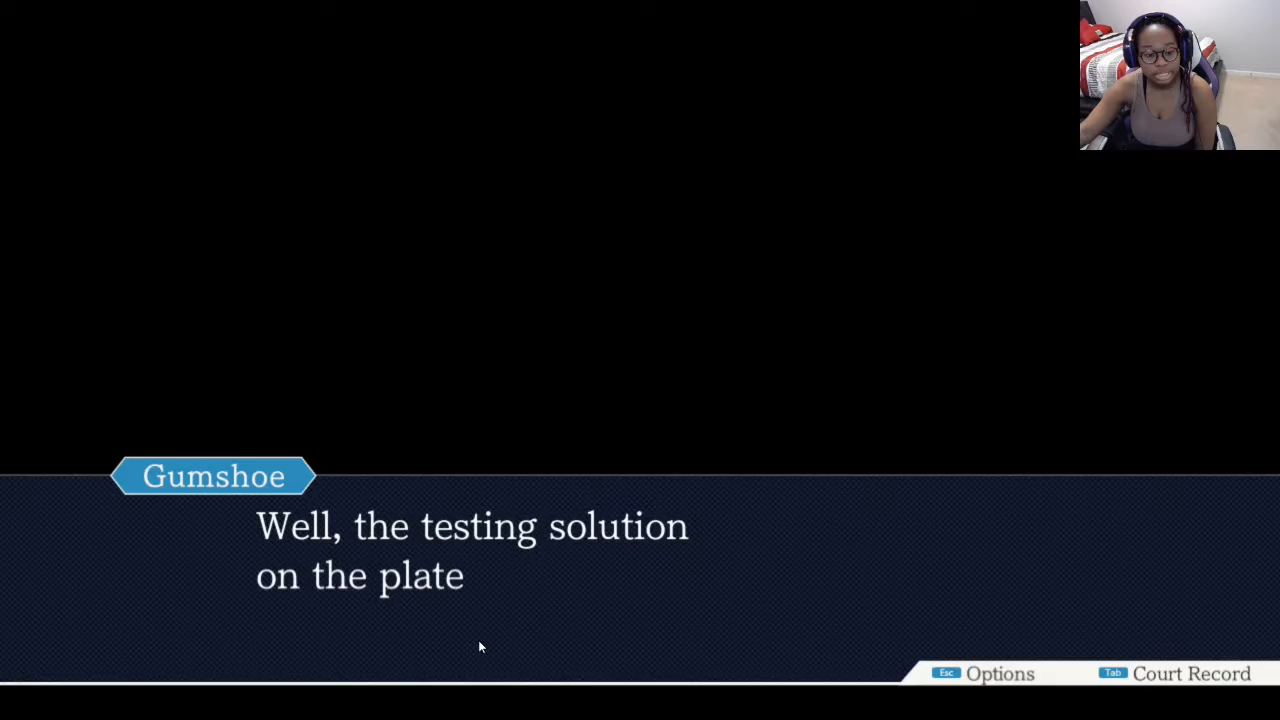 Gumshoe
Well, the testing solution
on the plate
Esc Options
Tab Court Record